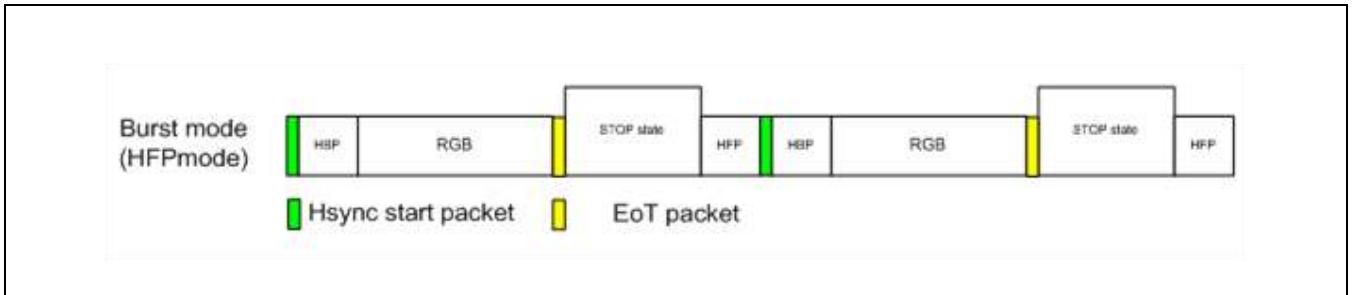 Burst mode
(HFPmode)
HBP
RGB
STOP state
HFP
HBP
RGB
STOP state
HFP
Hsync start packet
EoT packet